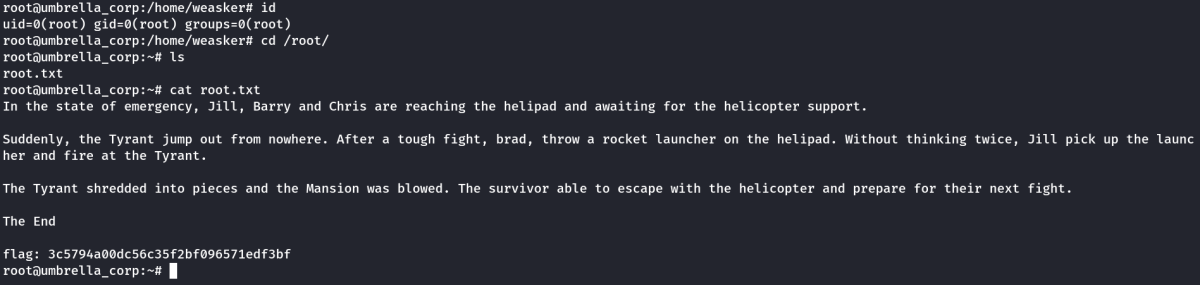 root@umbrella_corp:/home/weasker# id
uid=0(root) gid=0(root) groups=0(root)
root@umbrella_corp:/home/weasker# cd /root/
root@umbrella_corp:~# ls
root.txt
root@umbrella_corp:~# cat root.txt
In the state of emergency, Jill, Barry and Chris are reaching the helipad and awaiting for the helicopter support.
Suddenly, the Tyrant jump out from nowhere. After a tough fight, brad, throw a rocket launcher on the helipad. Without thinking twice, Jill pick up the launc
her and fire at the Tyrant.
The Tyrant shredded into pieces and the Mansion was blowed. The survivor able to escape with the helicopter and prepare for their next fight.
The End
flag: 3c5794a00dc56c35f2bf096571edf3bf
root@umbrella_corp:~#